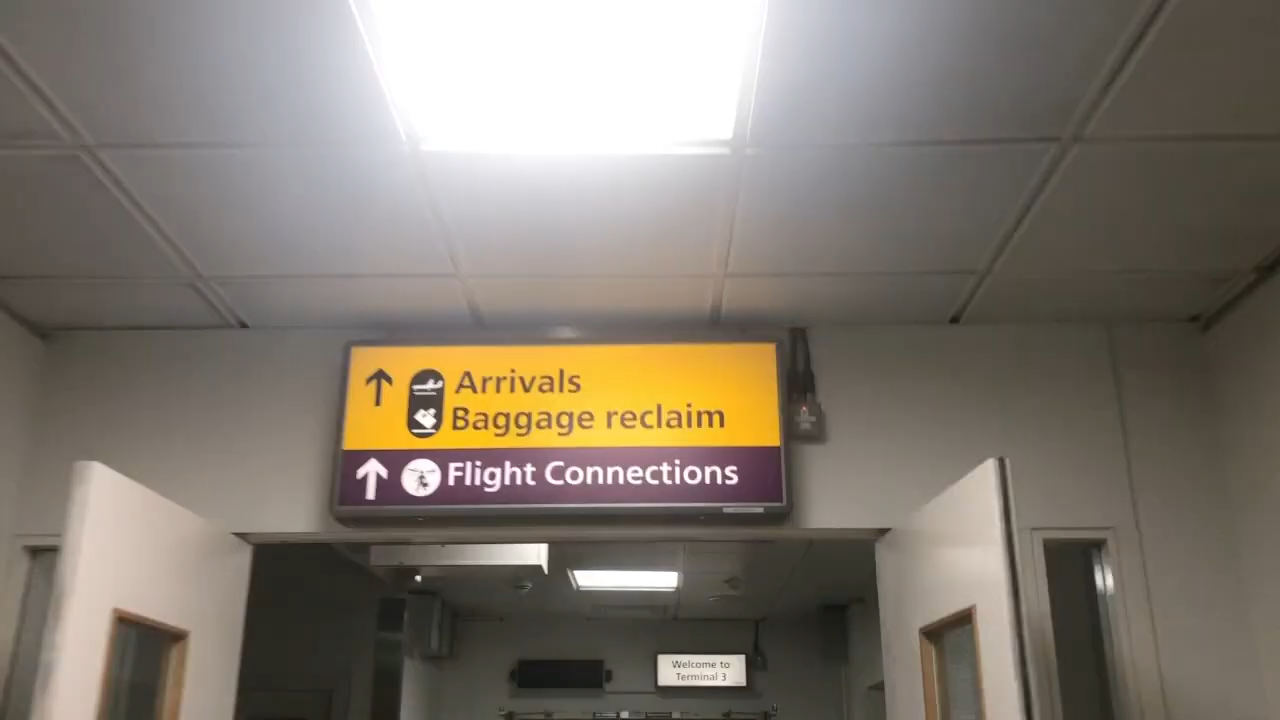 Arrivals
Baggage reclaim
Flight Connections
Welcome to
Terminal 3